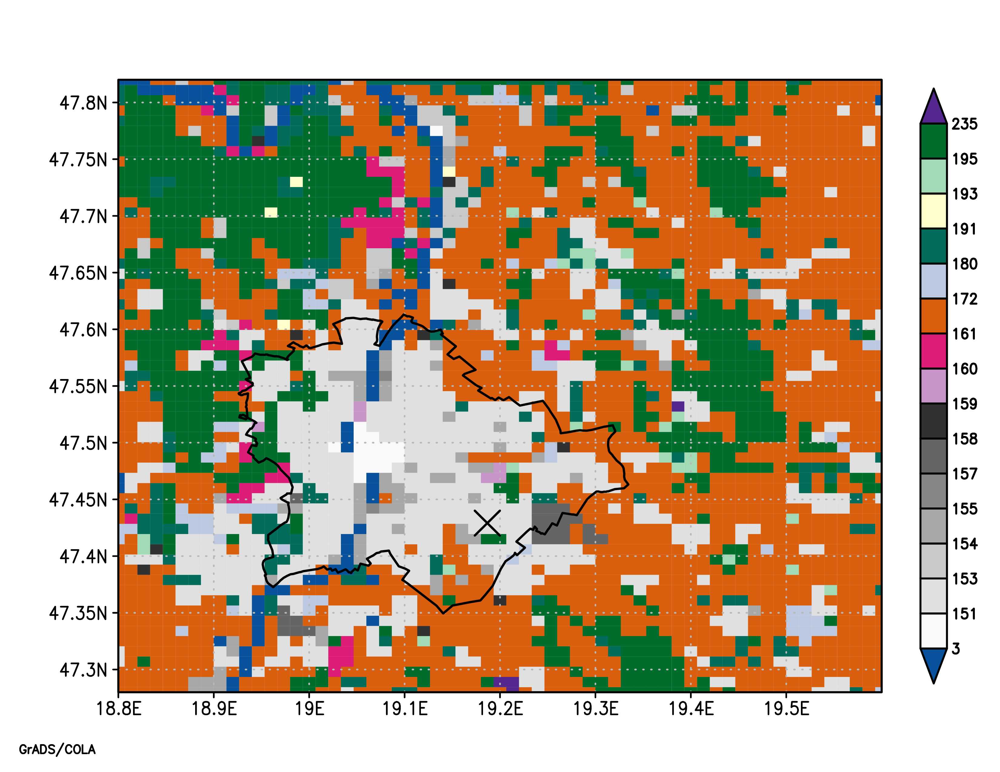 47.8N
47.75N
47.7N
47.65N
47.6N
47.55N
47.5N
47.45N
47.4N
47.35N
47.3N
18.8E 18.9E 19E 19.1E 19.2E 19.3E 19.4E 19.5E
235
195
193
191
180
172
161
160
159
158
157
155
154
153
151
3
GrADS/COLA